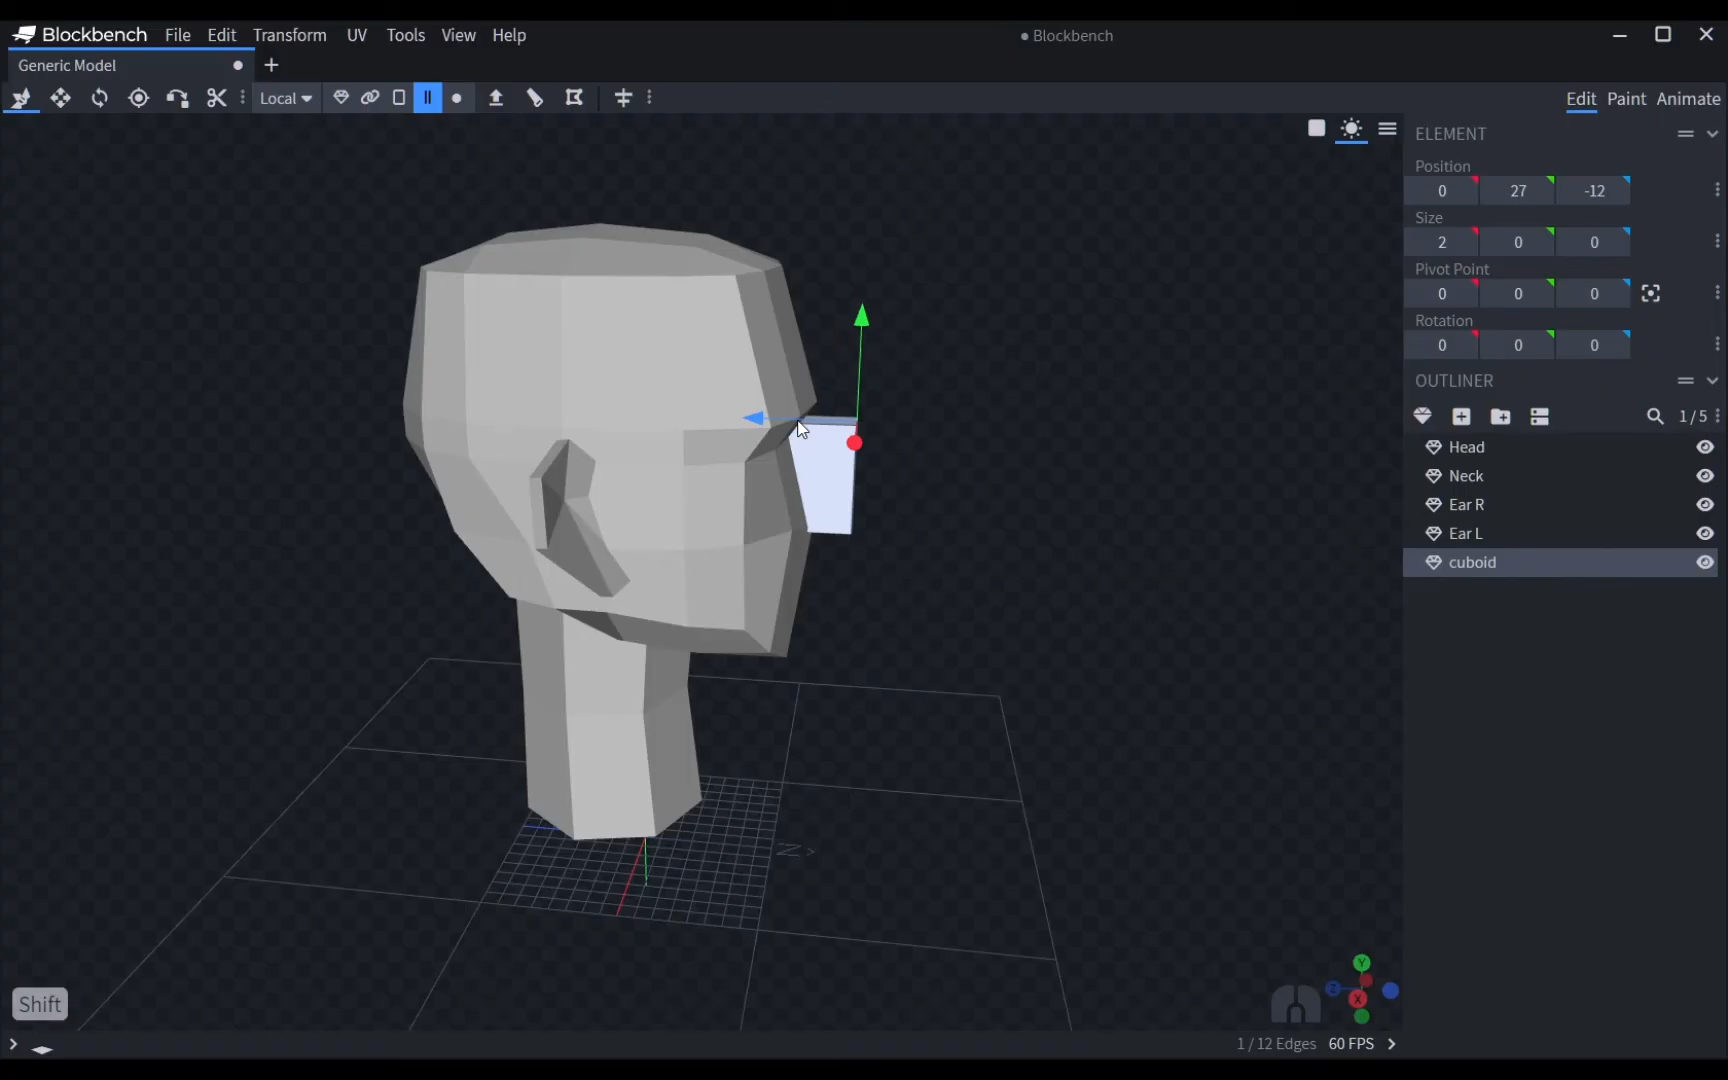 Blockbench File Edit Transform UV Tools View Help
● Blockbench
Generic Model
Local
Edit Paint Animate
ELEMENT
Position
0 27 -12
Size
2 0 0
Pivot Point
0 0 0
Rotation
0 0 0
OUTLINER
1 / 5
Head
Neck
Ear R
Ear L
cuboid
N
Y
Z
X
Shift
1 / 12 Edges 60 FPS